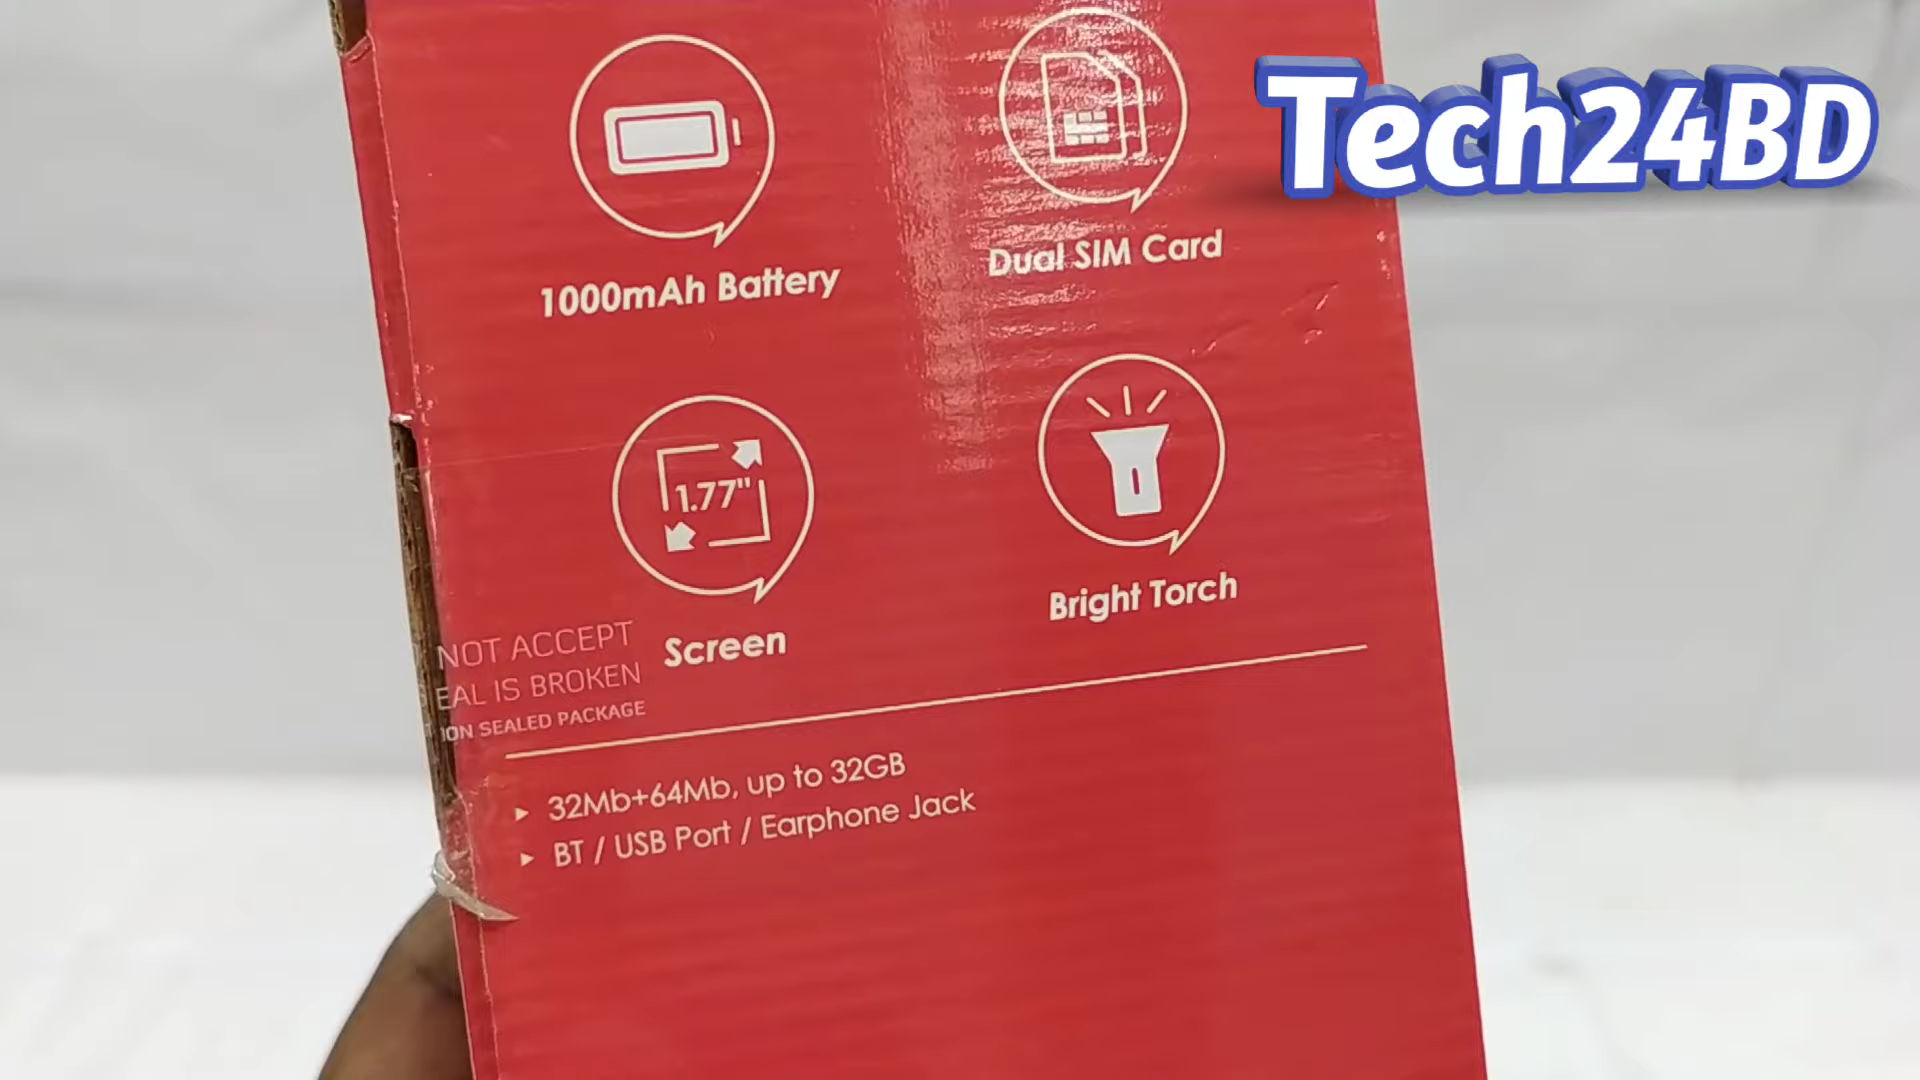 Tech24BD
1000mAh Battery
Dual SIM Card
1.77"
Screen
Bright Torch
NOT ACCEPT
EAL IS BROKEN
ION SEALED PACKAGE
32Mb+64Mb, up to 32GB
BT / USB Port / Earphone Jack